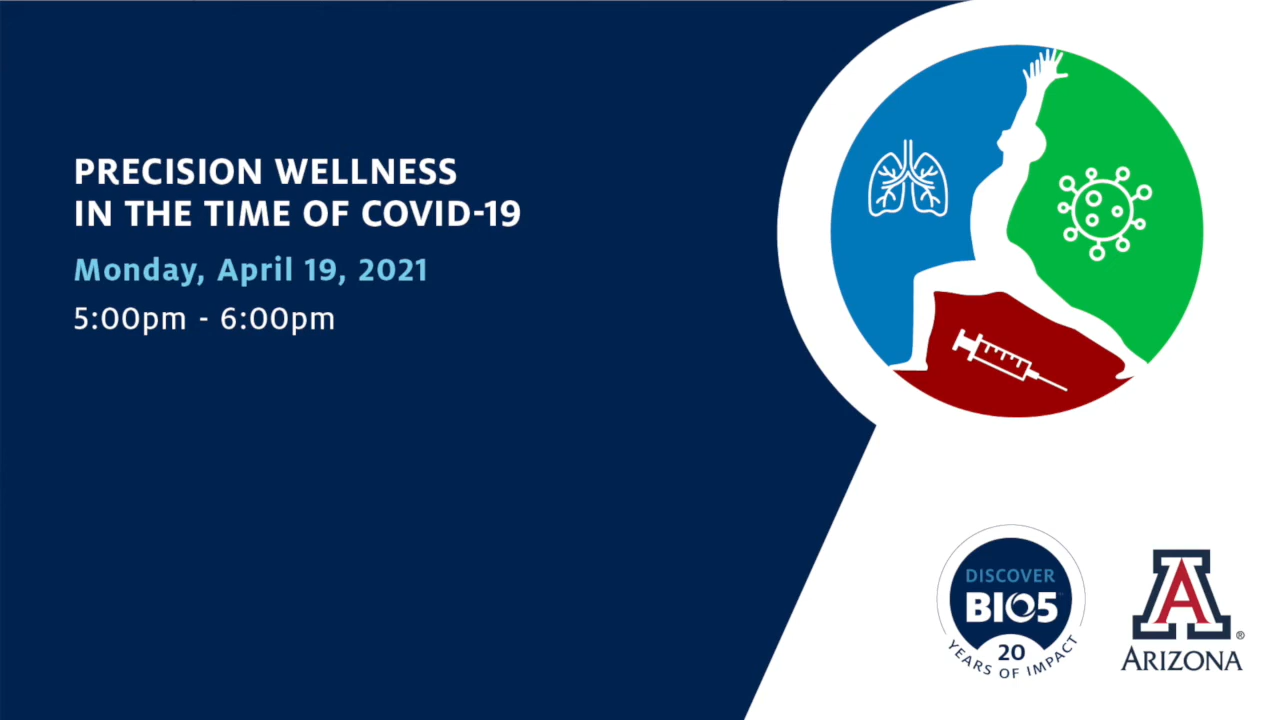 PRECISION WELLNESS
IN THE TIME OF COVID-19
Monday, April 19, 2021
5:00pm - 6:00pm
DISCOVER
BIO5
20
YEARS OF IMPACT
A
®
ARIZONA